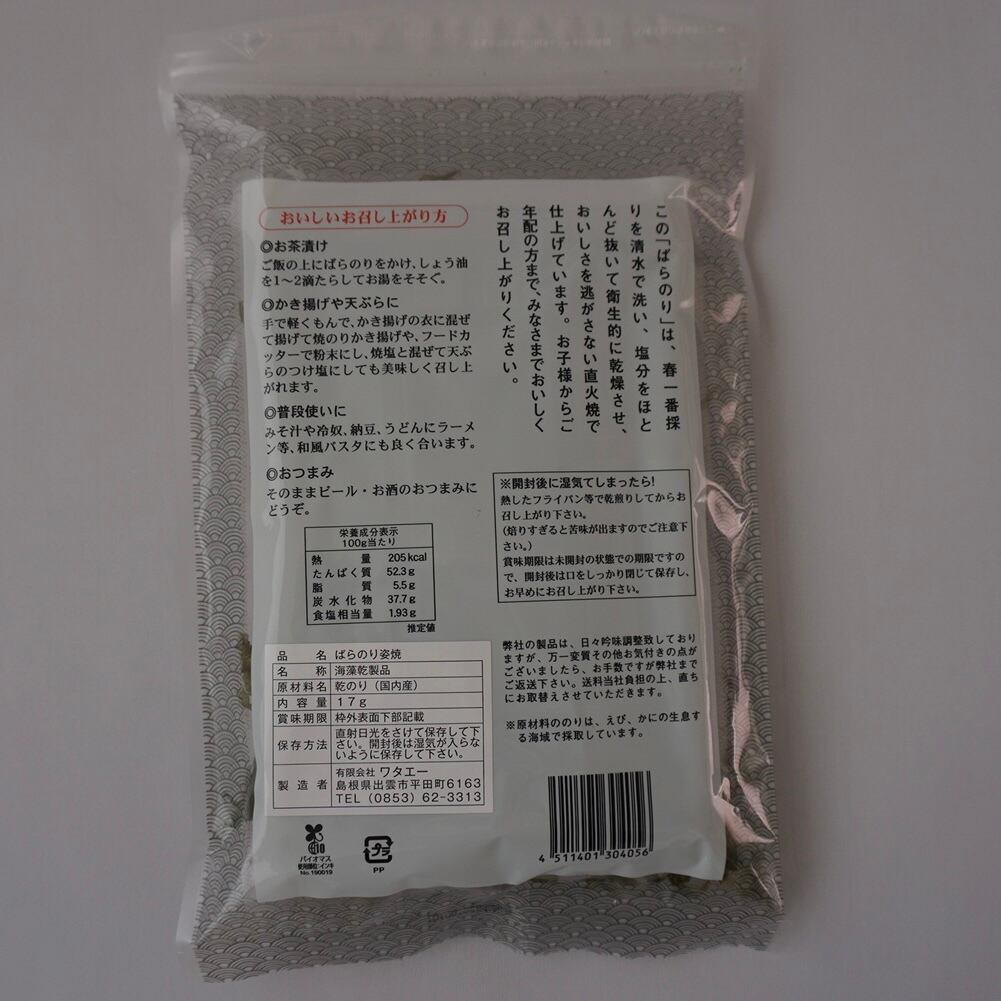 この「ばらのり」は、春一番採
りを清水で洗い、塩分をほと
んど抜いて衛生的に乾燥させ、
おいしさを逃がさない直火焼で
仕上げています。お子様からご
年配の方まで、みなさまでおいしく
お召し上がりください。
おいしいお召し上がり方
◎お茶漬け
ご飯の上にばらのりをかけ、しょう油
を1〜2滴たらしてお湯をそそぐ。
◎かき揚げや天ぷらに
手で軽くもんで、かき揚げの衣に混ぜ
て揚げて焼のりかき揚げや、フードカ
ッターで粉末にし、焼塩と混ぜて天ぷ
らのつけ塩にしても美味しく召し上
がれます。
◎普段使いに
みそ汁や冷奴、納豆、うどんにラーメ
ン等、和風パスタにも良く合います。
◎おつまみ
そのままビール・お酒のおつまみに
どうぞ。
※開封後に湿気てしまったら!
熱したフライパン等で乾煎りしてからお
召し上がり下さい。
(焙りすぎると苦味が出ますのでご注意下
さい。)
賞味期限は未開封の状態での期限ですの
で、開封後は口をしっかり閉じて保存し、
お早めにお召し上がり下さい。
栄養成分表示
100g当たり
熱量 205kcal
たんぱく質 52.3g
脂質 5.5g
炭水化物 37.7g
食塩相当量 1.93g
推定値
弊社の製品は、日々吟味調整致しており
ますが、万一変質その他お気付きの点が
ございましたら、お手数ですが弊社まで
ご返送下さい。送料当社負担の上、直ち
にお取替えさせていただきます。
※原材料ののりは、えび、かにの生息す
る海域で採取しています。
品名 ばらのり姿焼
名称 海藻乾製品
原材料名 乾のり（国内産）
内容量 17g
賞味期限 枠外表面下部記載
保存方法 直射日光をさけて保存して下
さい。開封後は湿気が入らな
いように保存して下さい。
製造者 有限会社 ワタエー
島根県出雲市平田町6163
TEL (0853) 62-3313
10
バイオマス
使用部位:インキ
No.190019
プラ
PP
4 511401 304056